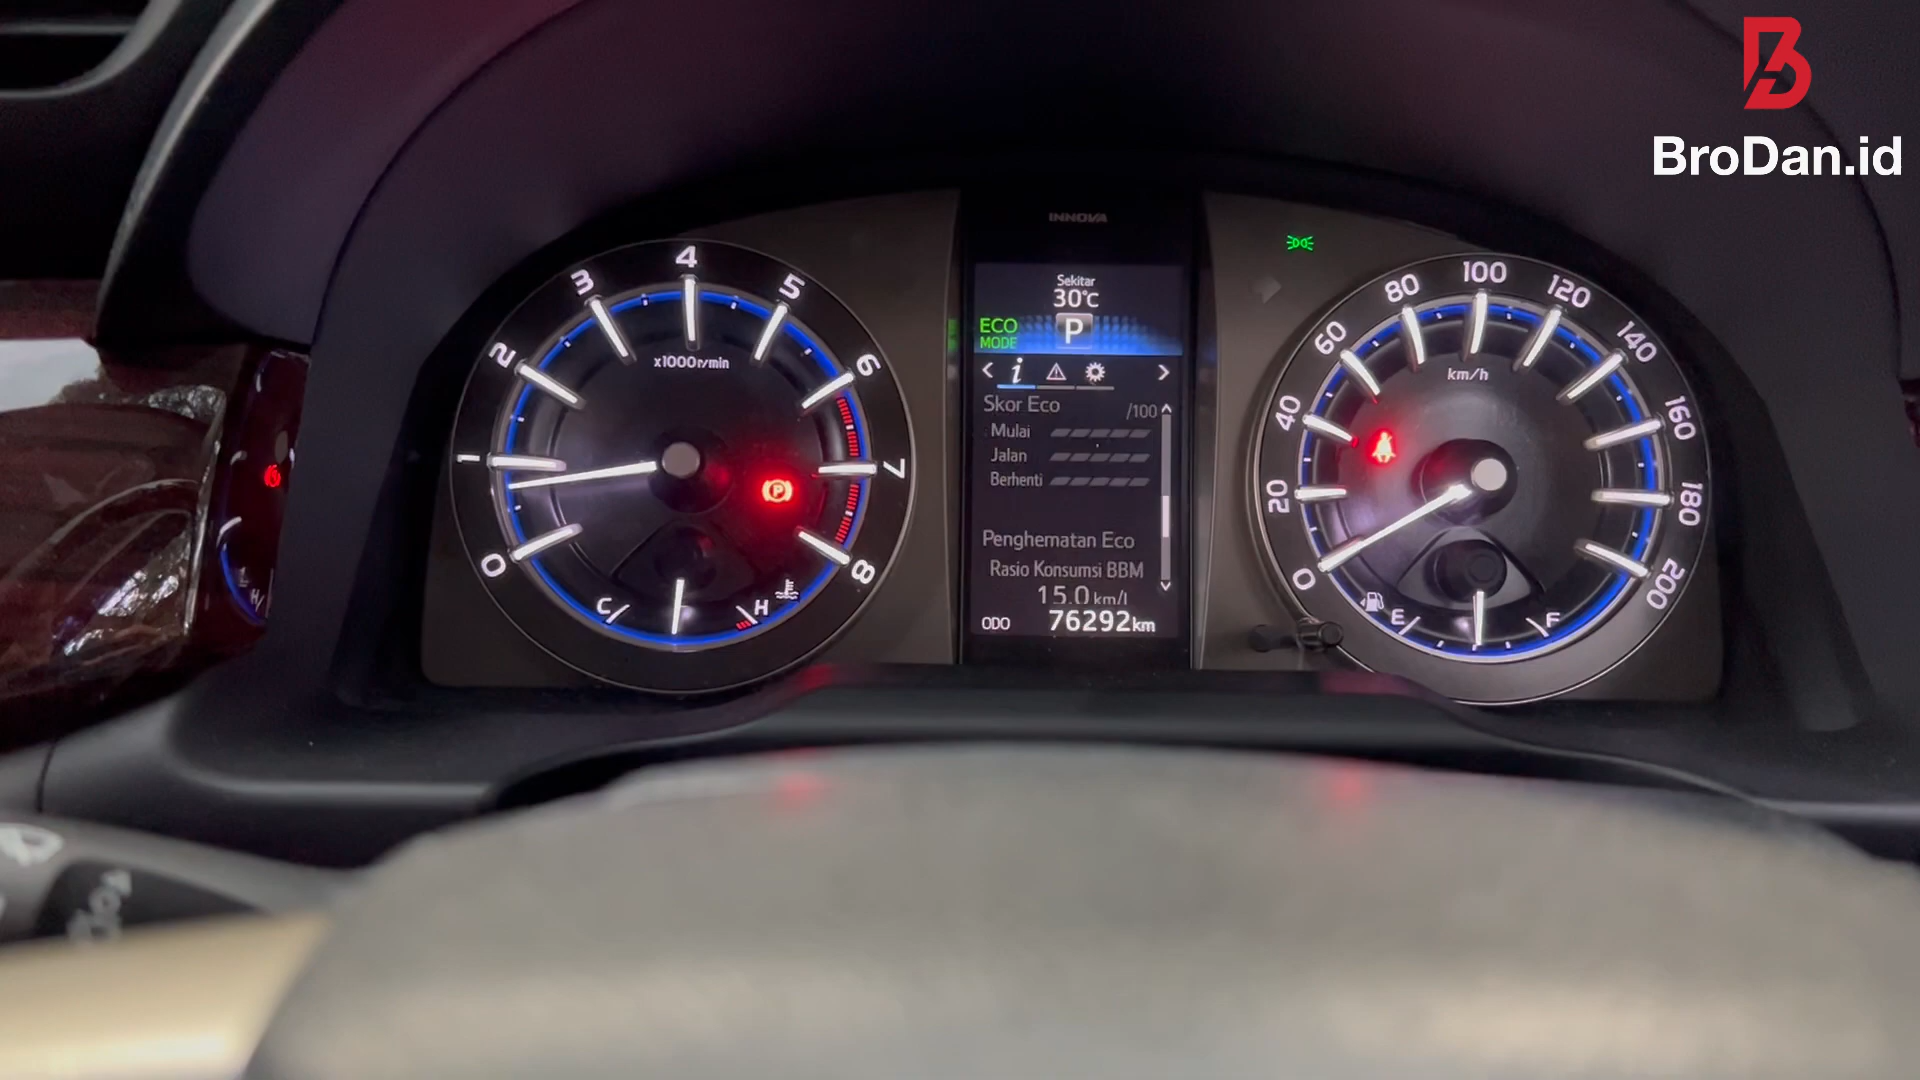 BroDan.id
INNOVA
Sekitar
30°C
ECO
MODE
P
Skor Eco /100
Mulai
Jalan
Berhenti
Penghematan Eco
Rasio Konsumsi BBM
15.0 km/l
ODO 76292 km
0 1 2 3 4 5 6 7 8
x1000r/min
P
C H
0 20 40 60 80 100 120 140 160 180 200
km/h
E F